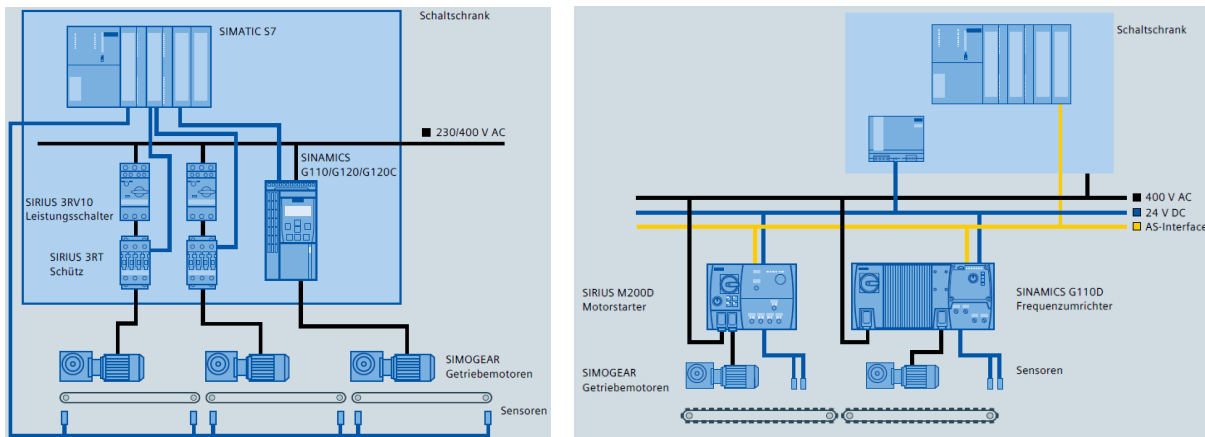 Schaltschrank
SIMATIC S7
230/400 V AC
SINAMICS
G110/G120/G120C
SIRIUS 3RV10
Leistungsschalter
SIRIUS 3RT
Schütz
SIMOGEAR
Getriebemotoren
Sensoren
Schaltschrank
400 V AC
24 V DC
AS-Interface
SIRIUS M200D
Motorstarter
SINAMICS G110D
Frequenzumrichter
SIMOGEAR
Getriebemotoren
Sensoren